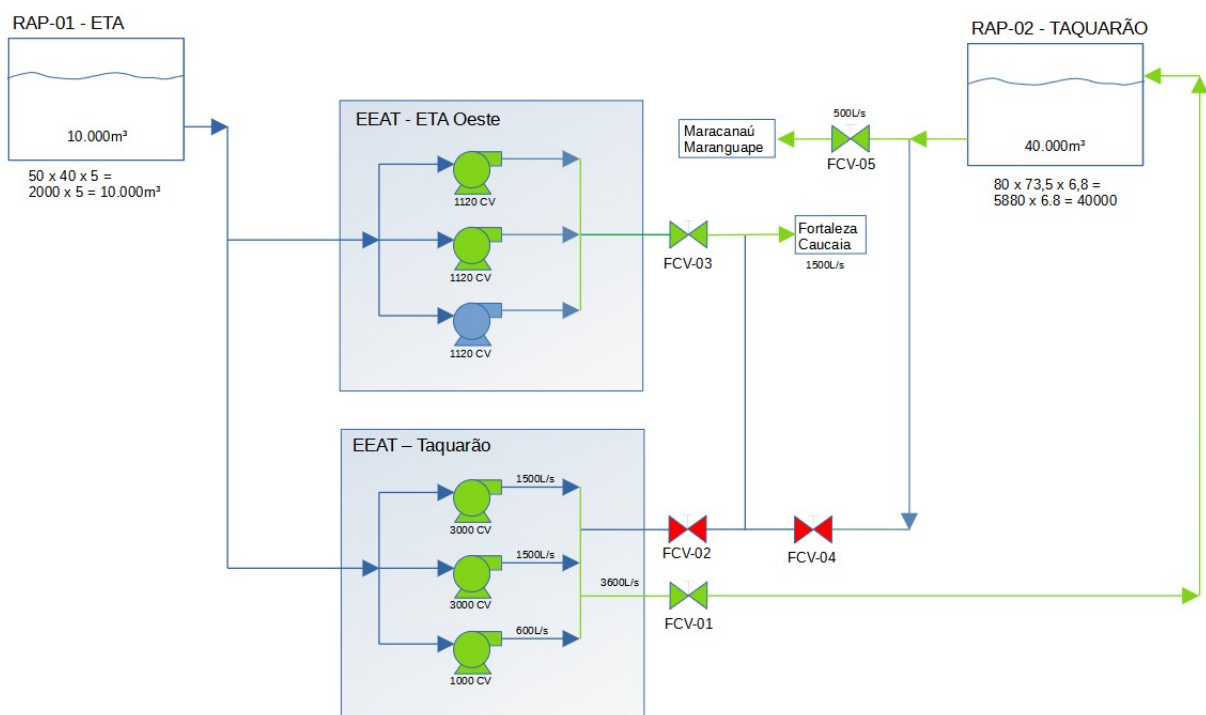 RAP-01 - ETA
10.000m³
50 x 40 x 5 =
2000 x 5 = 10.000m³
EEAT - ETA Oeste
1120 CV
1120 CV
1120 CV
FCV-03
Maracanaú
Maranguape
500L/s
FCV-05
RAP-02 - TAQUARÃO
40.000m³
80 x 73,5 x 6,8 =
5880 x 6.8 = 40000
Fortaleza
Caucaia
1500L/s
EEAT – Taquarão
1500L/s
3000 CV
1500L/s
3000 CV
600L/s
1000 CV
FCV-02
FCV-04
3600L/s
FCV-01